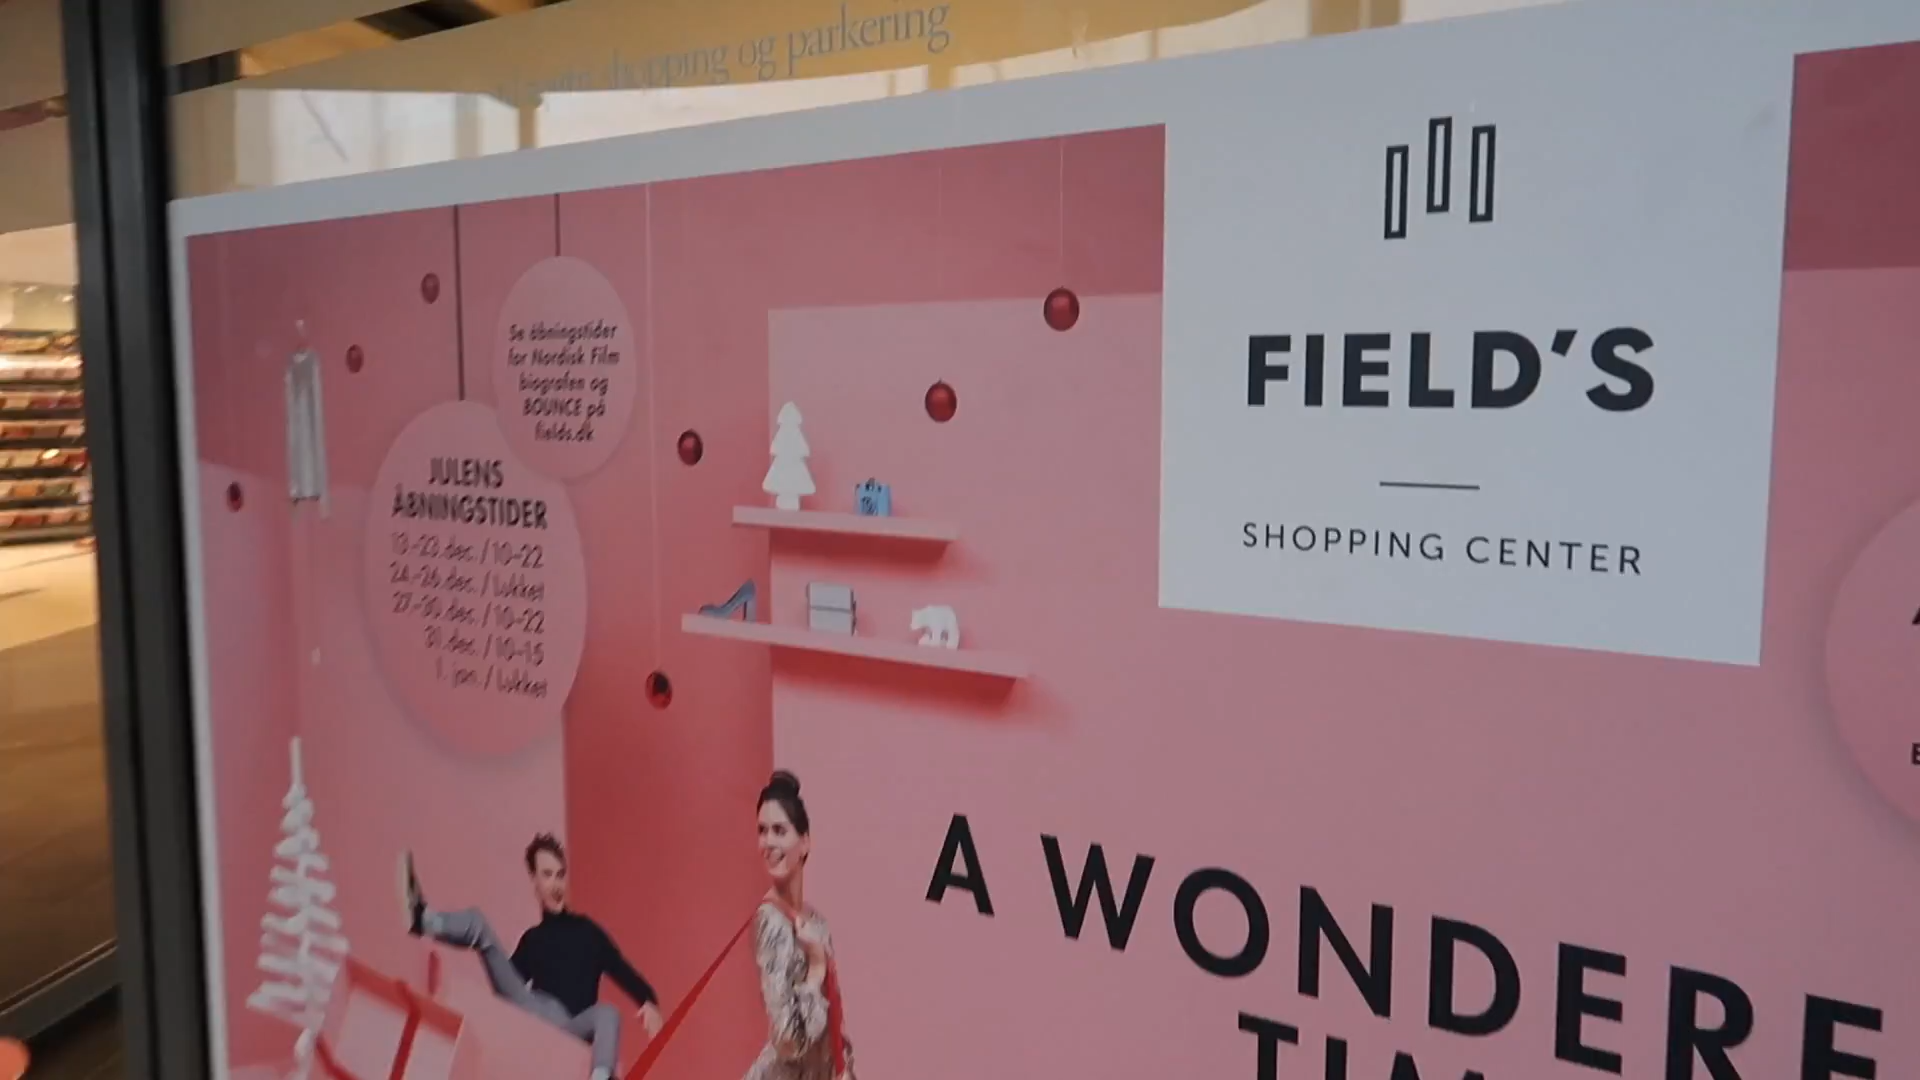 shopping og parkering
FIELD'S
SHOPPING CENTER
Se åbningstider
for Nordisk Film
biografen og
BOUNCE på
fields.dk
JULENS
ÅBNINGSTIDER
13.-23. dec. / 10-22
24.-26. dec. / Lukket
27.-30. dec. / 10-22
31. dec. / 10-15
1. jan. / Lukket
A WONDERF